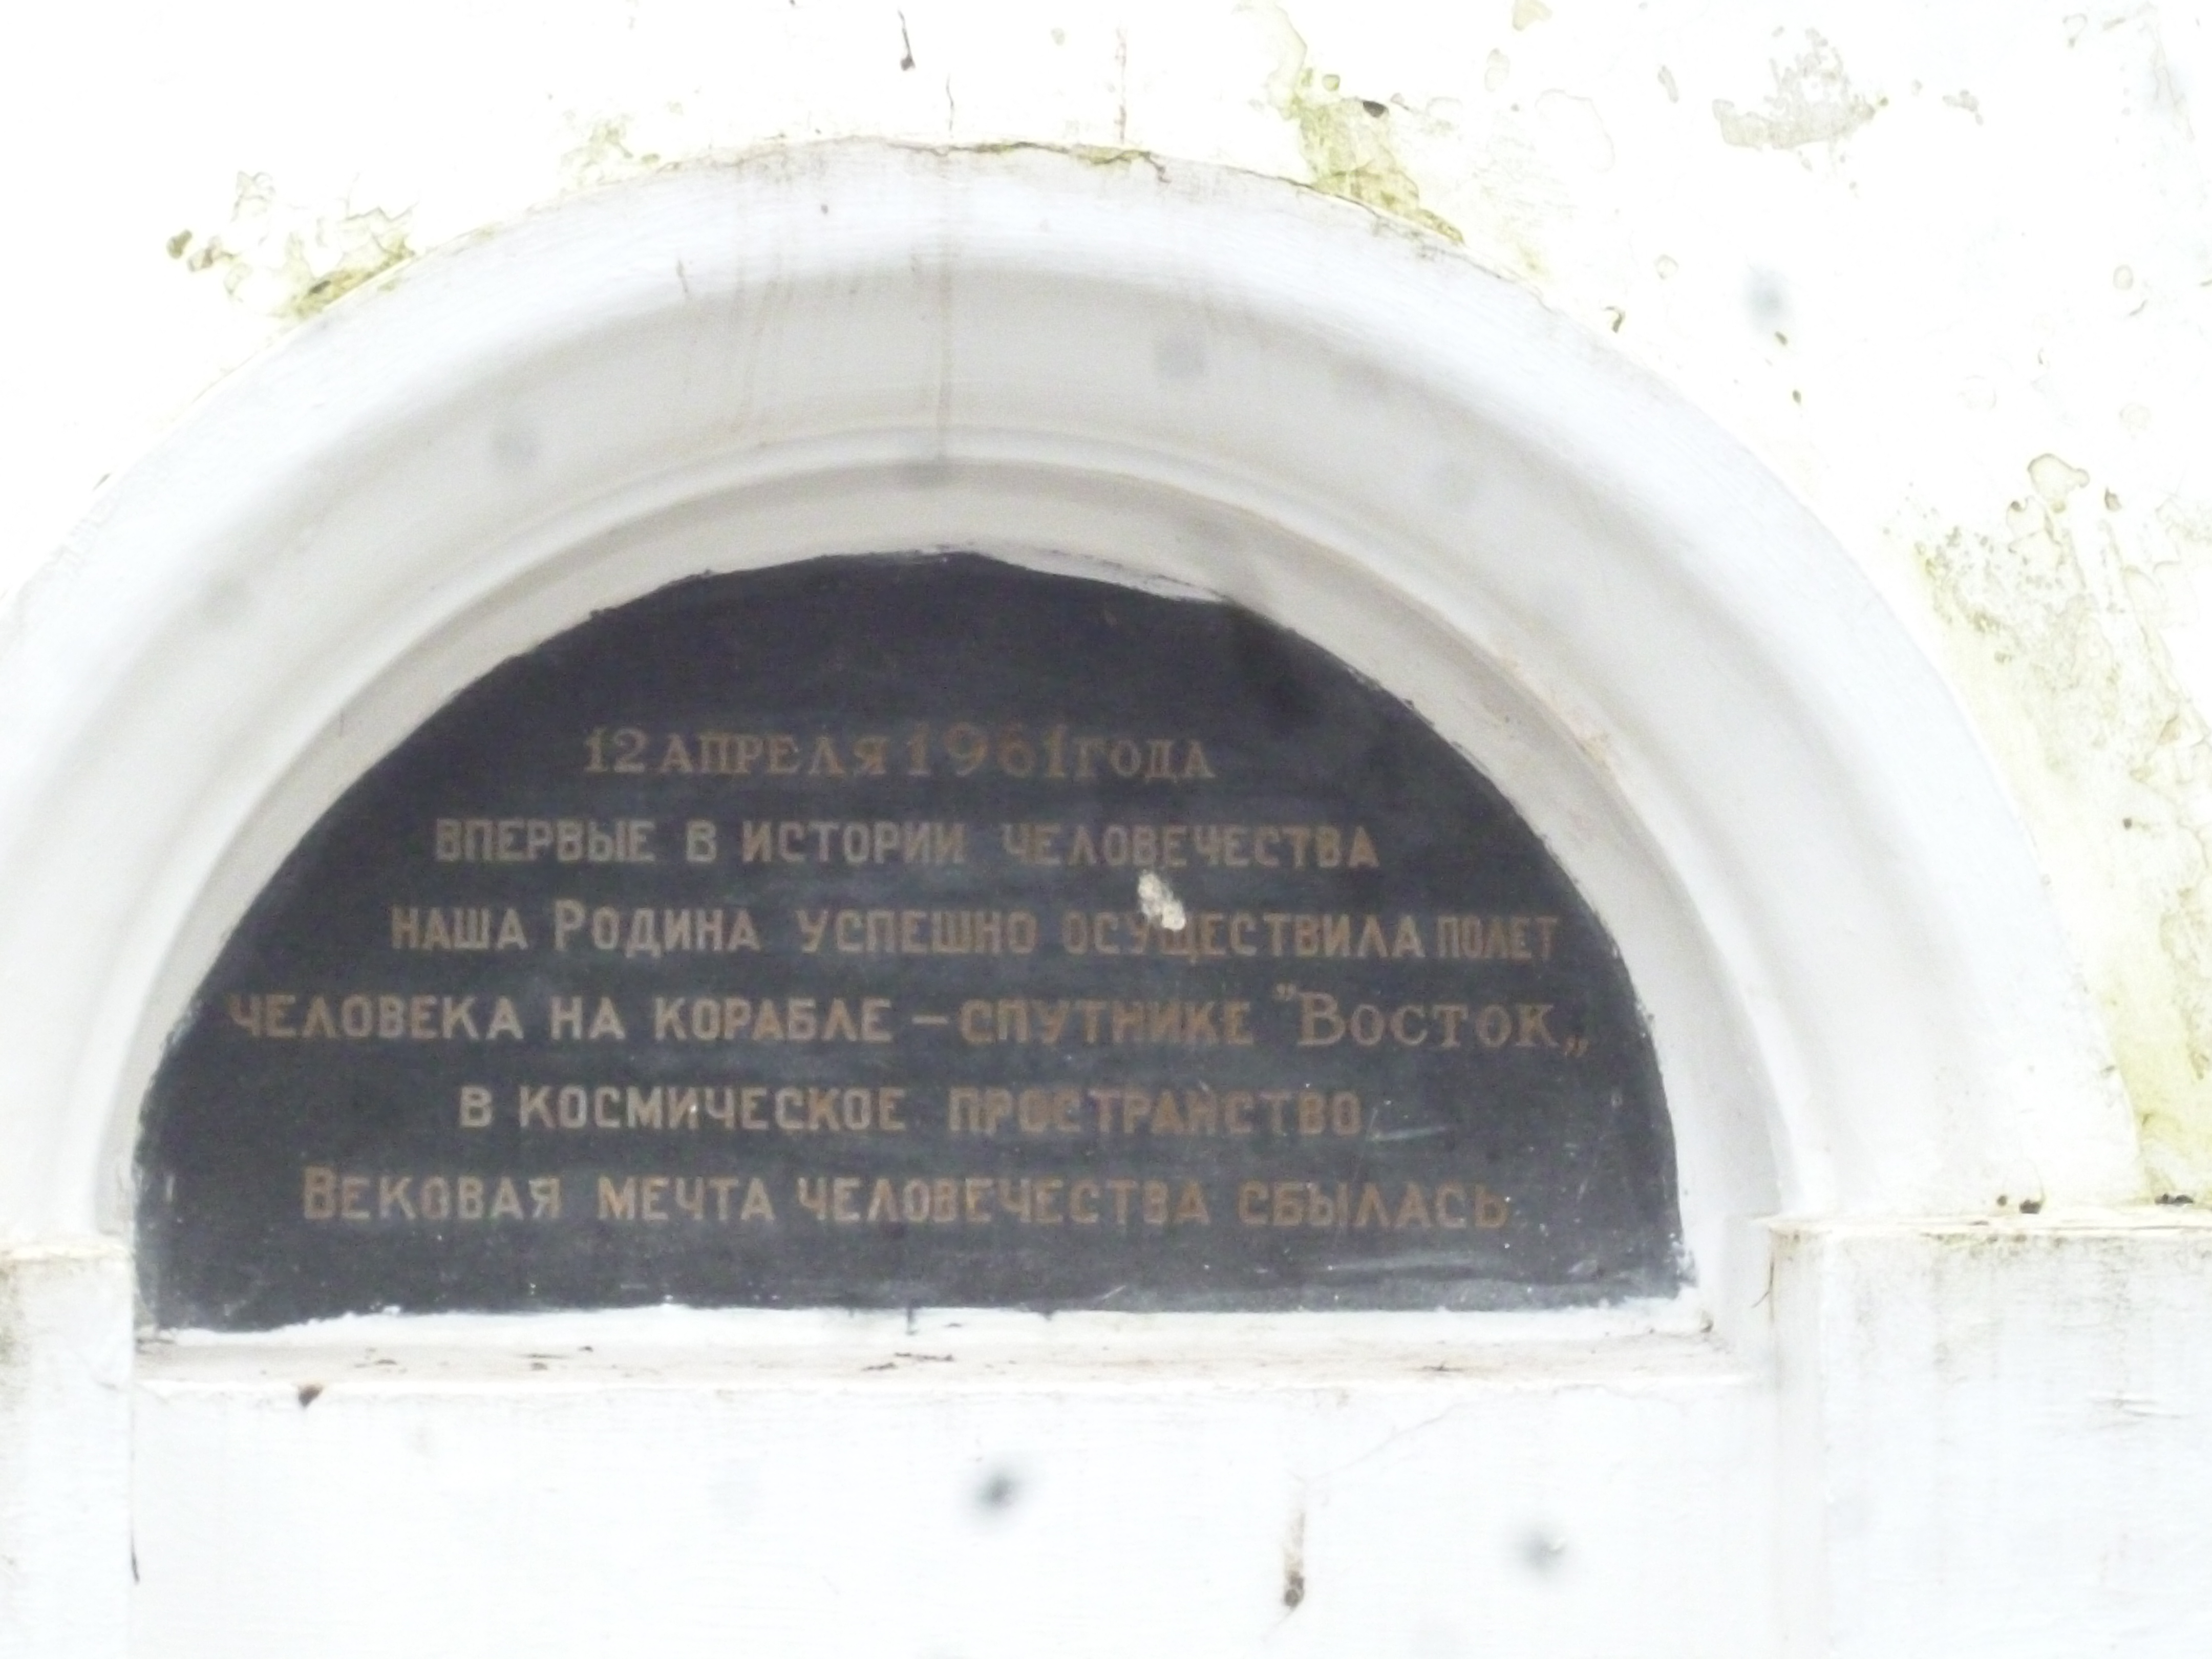 12 АПРЕЛЯ 1961 ГОДА
ВПЕРВЫЕ В ИСТОРИИ ЧЕЛОВЕЧЕСТВА
НАША РОДИНА УСПЕШНО ОСУЩЕСТВИЛА ПОЛЕТ
ЧЕЛОВЕКА НА КОРАБЛЕ – СПУТНИКЕ "ВОСТОК„
В КОСМИЧЕСКОЕ ПРОСТРАНСТВО
ВЕКОВАЯ МЕЧТА ЧЕЛОВЕЧЕСТВА СБЫЛАСЬ